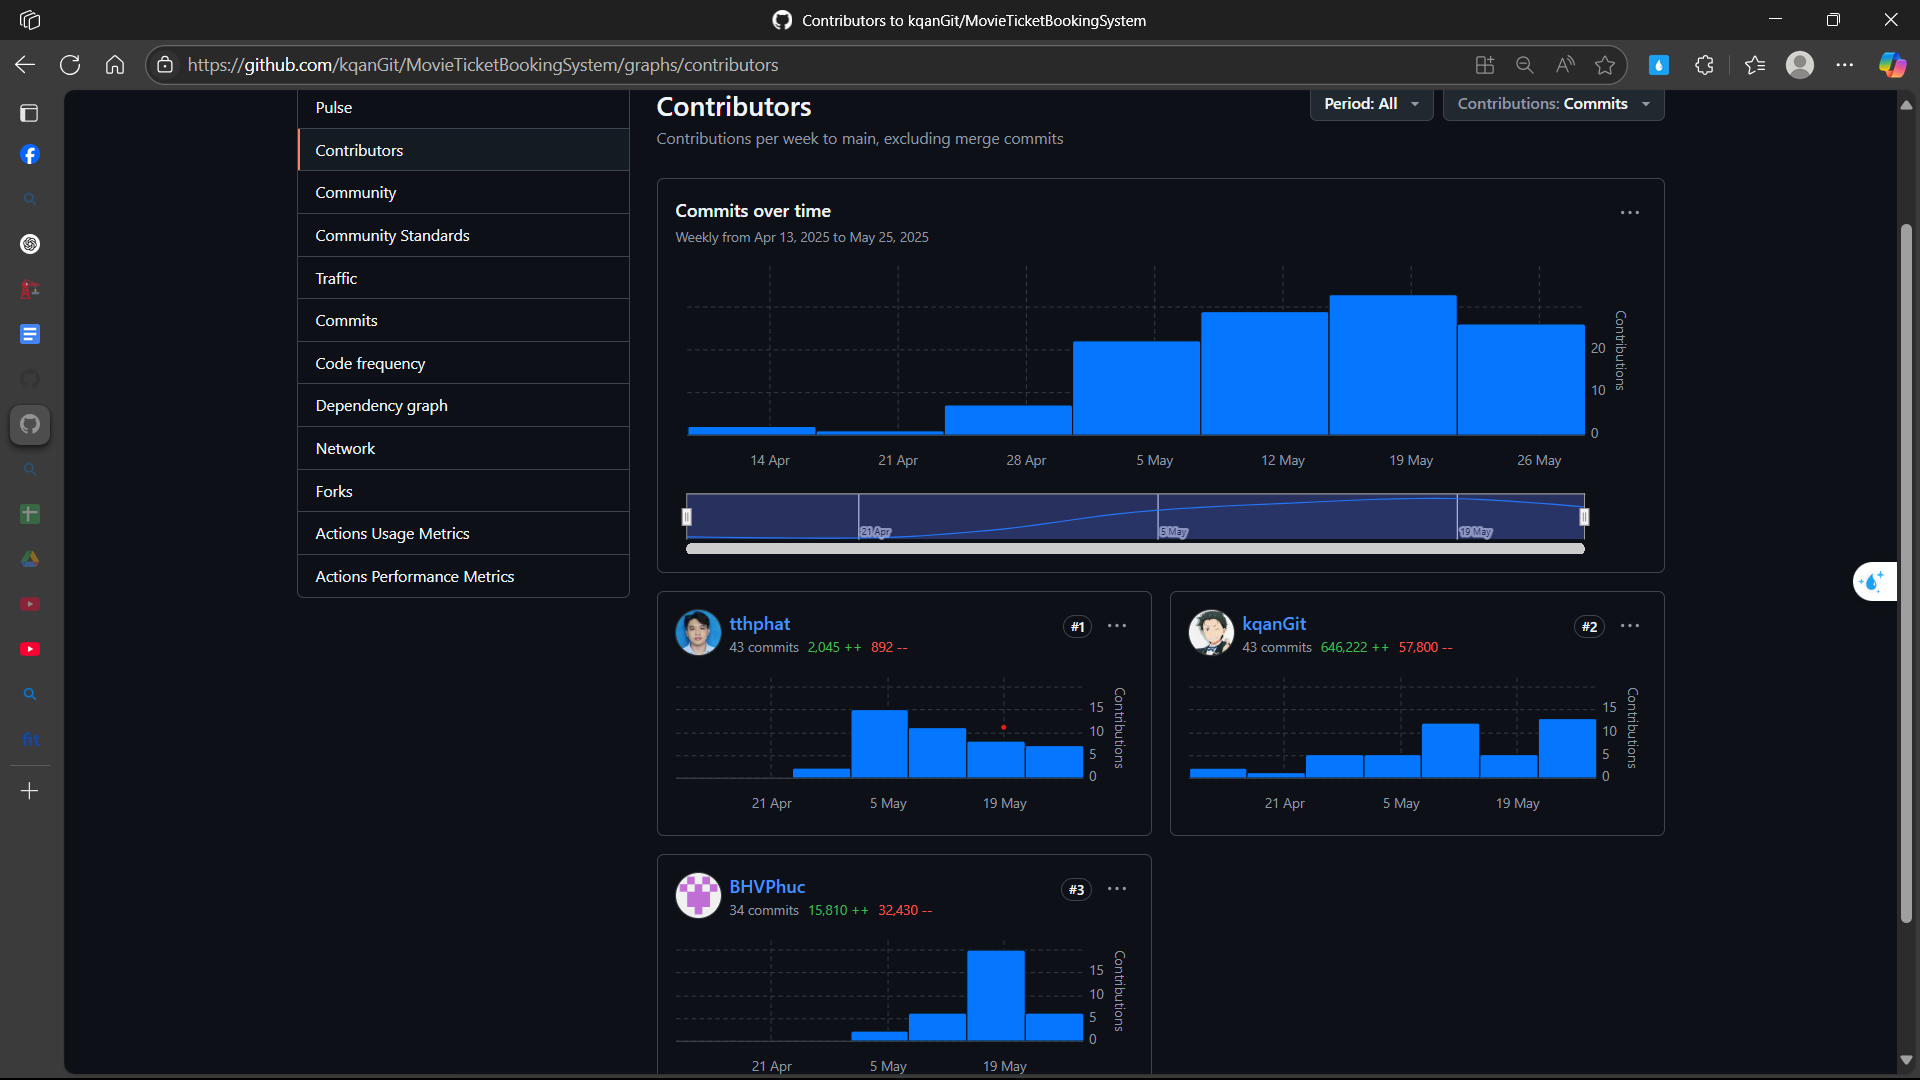 Contributors to kqanGit/MovieTicketBookingSystem
https://github.com/kqanGit/MovieTicketBookingSystem/graphs/contributors
Pulse
Contributors
Community
Community Standards
Traffic
Commits
Code frequency
Dependency graph
Network
Forks
Actions Usage Metrics
Actions Performance Metrics
Contributors
Contributions per week to main, excluding merge commits
Period: All
Contributions: Commits
Commits over time
Weekly from Apr 13, 2025 to May 25, 2025
20
10
0
Contributions
14 Apr 21 Apr 28 Apr 5 May 12 May 19 May 26 May
21 Apr 5 May 19 May
tthphat
#1
43 commits 2,045 ++ 892 --
15
10
5
0
Contributions
21 Apr 5 May 19 May
kqanGit
#2
43 commits 646,222 ++ 57,800 --
15
10
5
0
Contributions
21 Apr 5 May 19 May
BHVPhuc
#3
34 commits 15,810 ++ 32,430 --
15
10
5
0
Contributions
21 Apr 5 May 19 May
fit